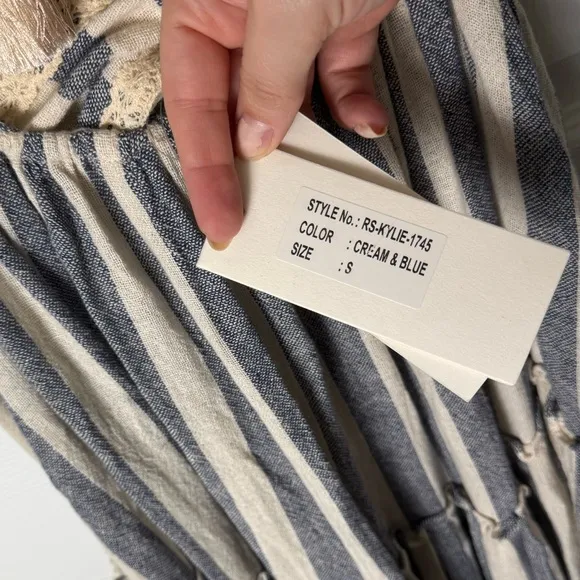 STYLE No.: RS-KYLIE-1745
COLOR : CREAM & BLUE
SIZE : S